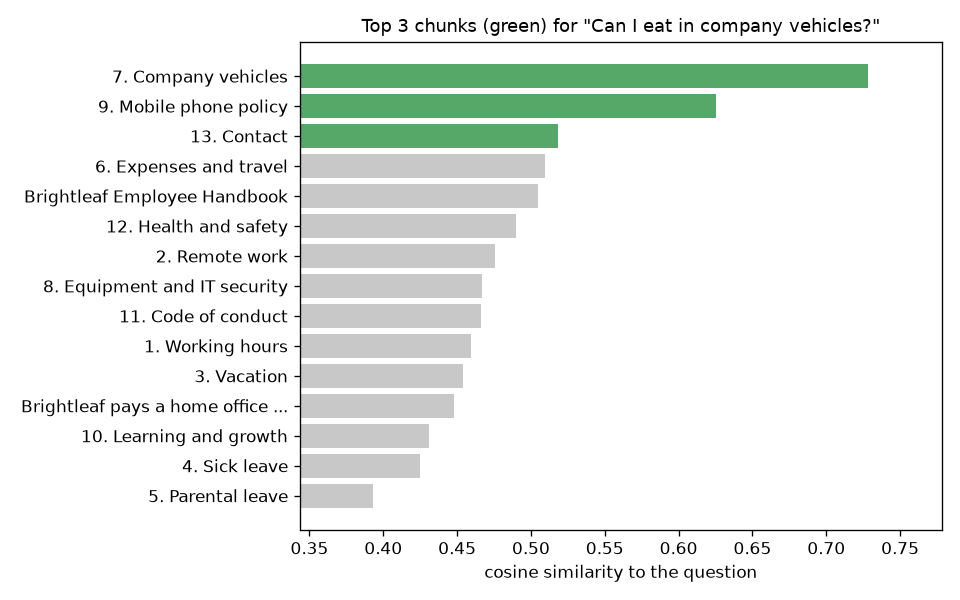 Top 3 chunks (green) for "Can I eat in company vehicles?"
7. Company vehicles
9. Mobile phone policy
13. Contact
6. Expenses and travel
Brightleaf Employee Handbook
12. Health and safety
2. Remote work
8. Equipment and IT security
11. Code of conduct
1. Working hours
3. Vacation
Brightleaf pays a home office ...
10. Learning and growth
4. Sick leave
5. Parental leave
0.35 0.40 0.45 0.50 0.55 0.60 0.65 0.70 0.75
cosine similarity to the question